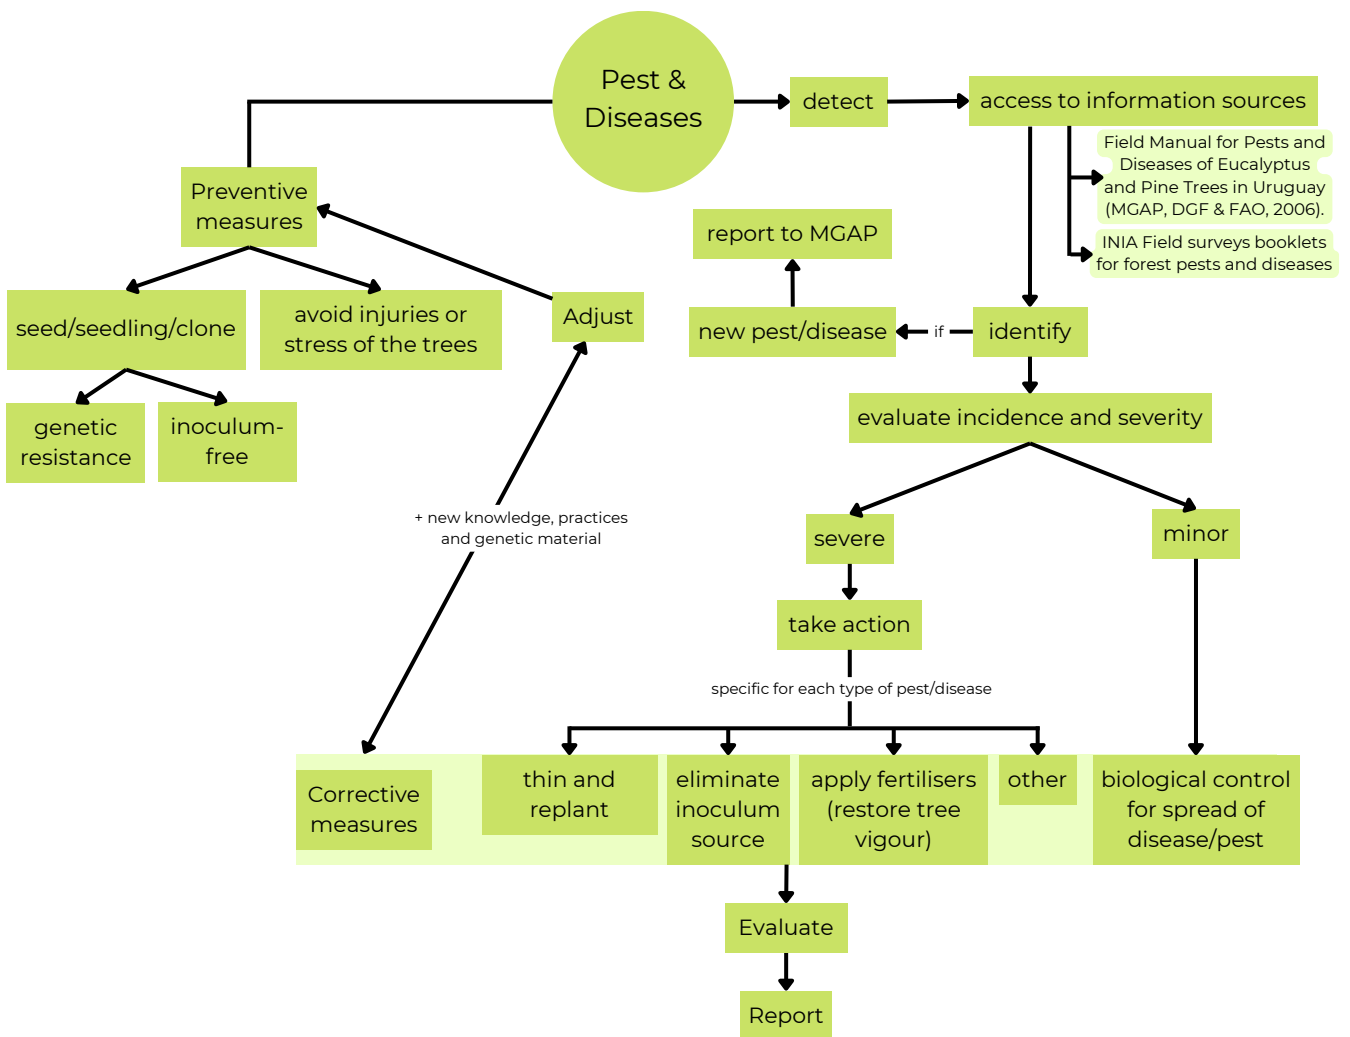 Pest &
Diseases
detect
access to information sources
Field Manual for Pests and
Diseases of Eucalyptus
and Pine Trees in Uruguay
(MGAP, DGF & FAO, 2006).
INIA Field surveys booklets
for forest pests and diseases
Preventive
measures
report to MGAP
seed/seedling/clone
avoid injuries or
stress of the trees
Adjust
new pest/disease
if
identify
genetic
resistance
inoculum-
free
evaluate incidence and severity
+ new knowledge, practices
and genetic material
severe
minor
take action
specific for each type of pest/disease
Corrective
measures
thin and
replant
eliminate
inoculum
source
apply fertilisers
(restore tree
vigour)
other
biological control
for spread of
disease/pest
Evaluate
Report